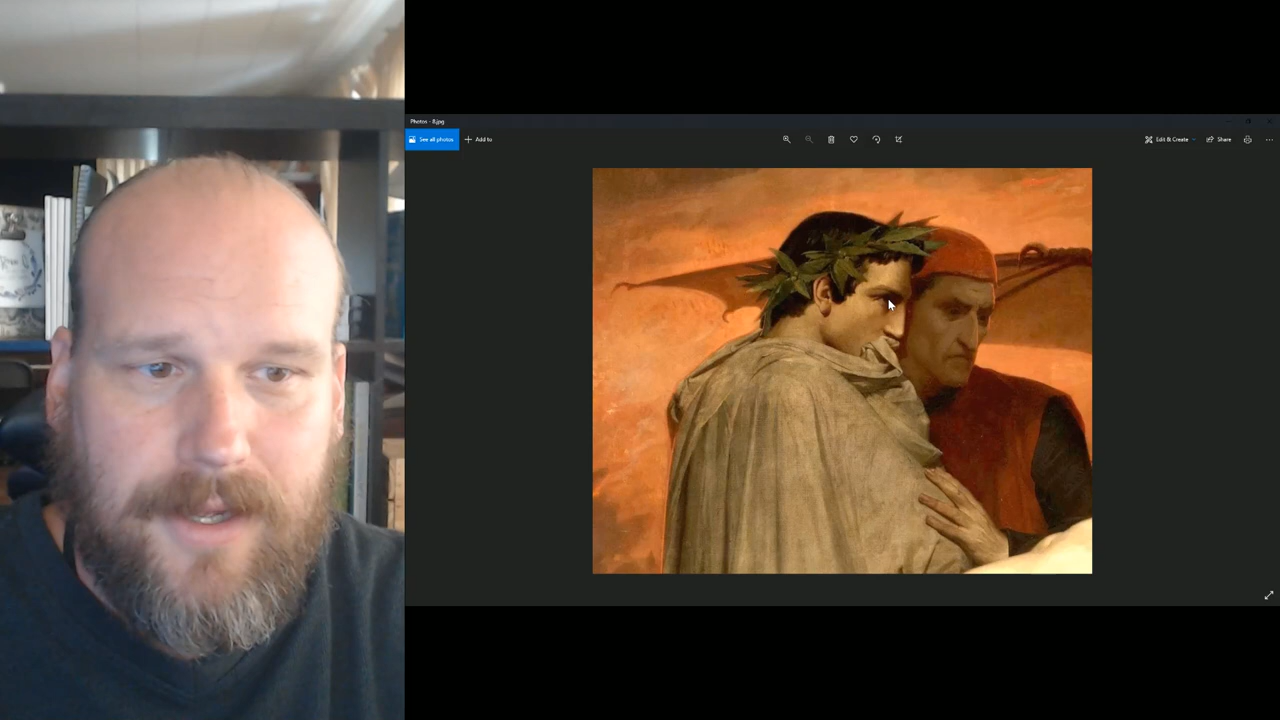 Photos - 8.jpg
See all photos
Add to
Edit & Create
Share